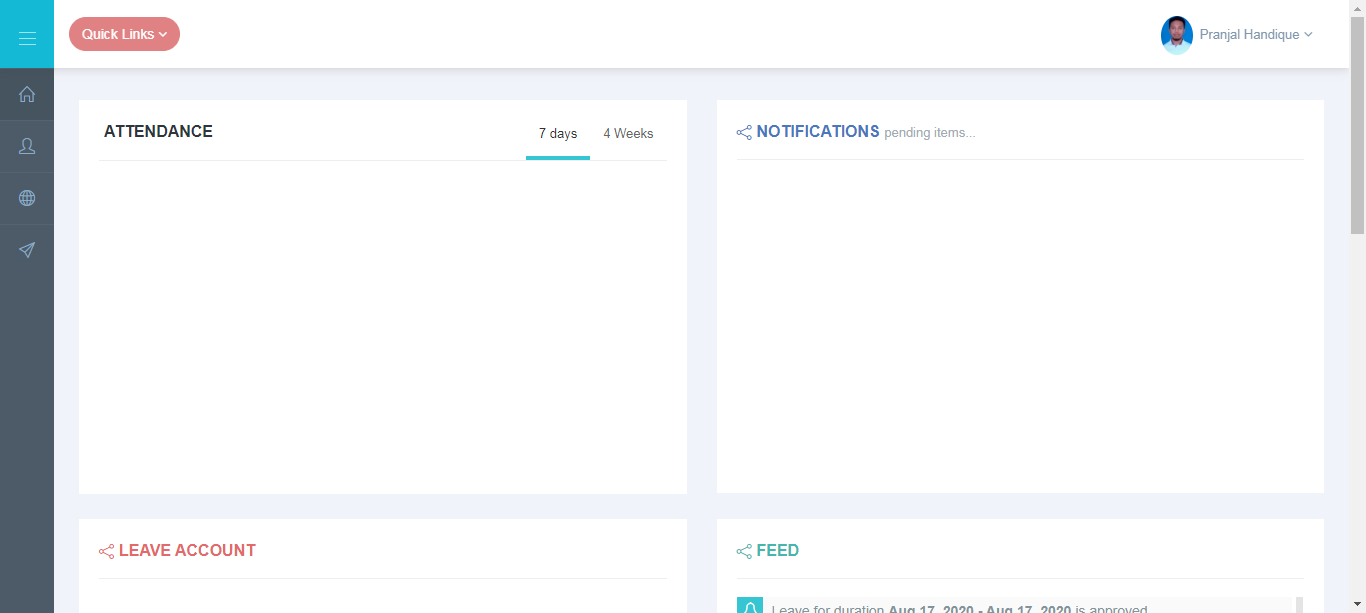 Quick Links
Pranjal Handique
ATTENDANCE
7 days
4 Weeks
NOTIFICATIONS pending items...
LEAVE ACCOUNT
FEED
Leave for duration Aug 17, 2020 - Aug 17, 2020 is approved